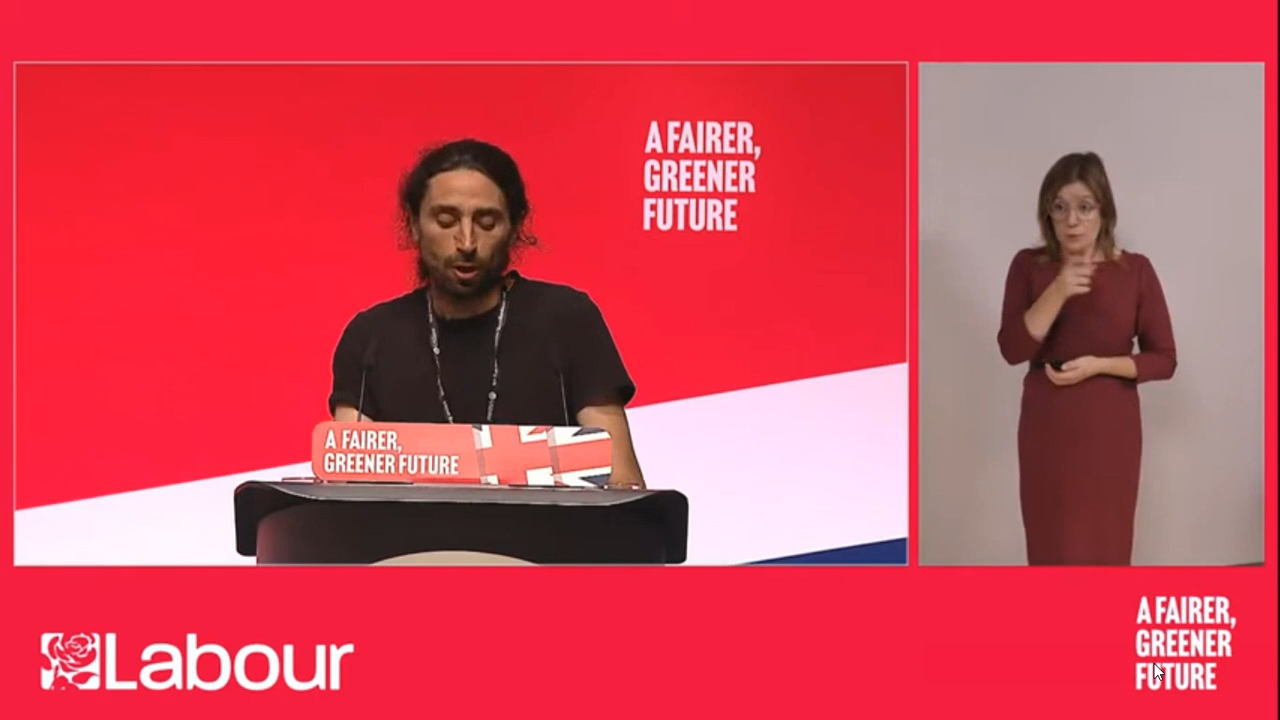 A FAIRER,
GREENER
FUTURE
A FAIRER,
GREENER FUTURE
Labour
A FAIRER,
GREENER
FUTURE